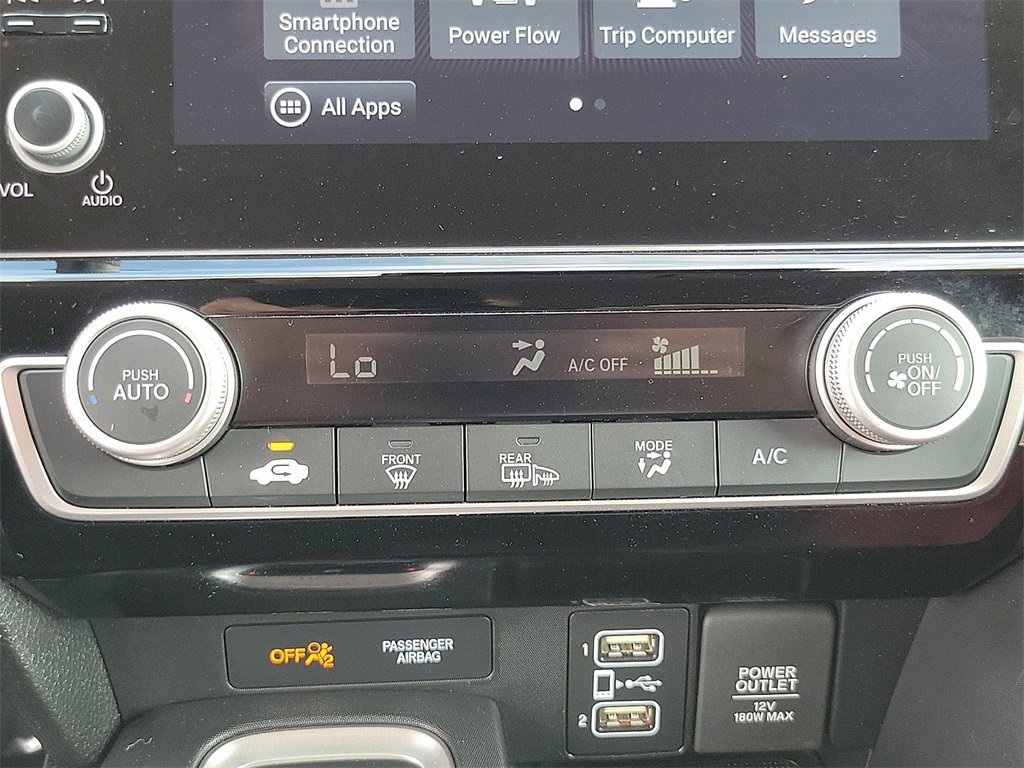 Smartphone
Connection
Power Flow
Trip Computer
Messages
All Apps
VOL
AUDIO
PUSH
AUTO
Lo
A/C OFF
PUSH
ON/
OFF
FRONT
REAR
MODE
A/C
OFF
2
PASSENGER
AIRBAG
1
2
POWER
OUTLET
12V
180W MAX